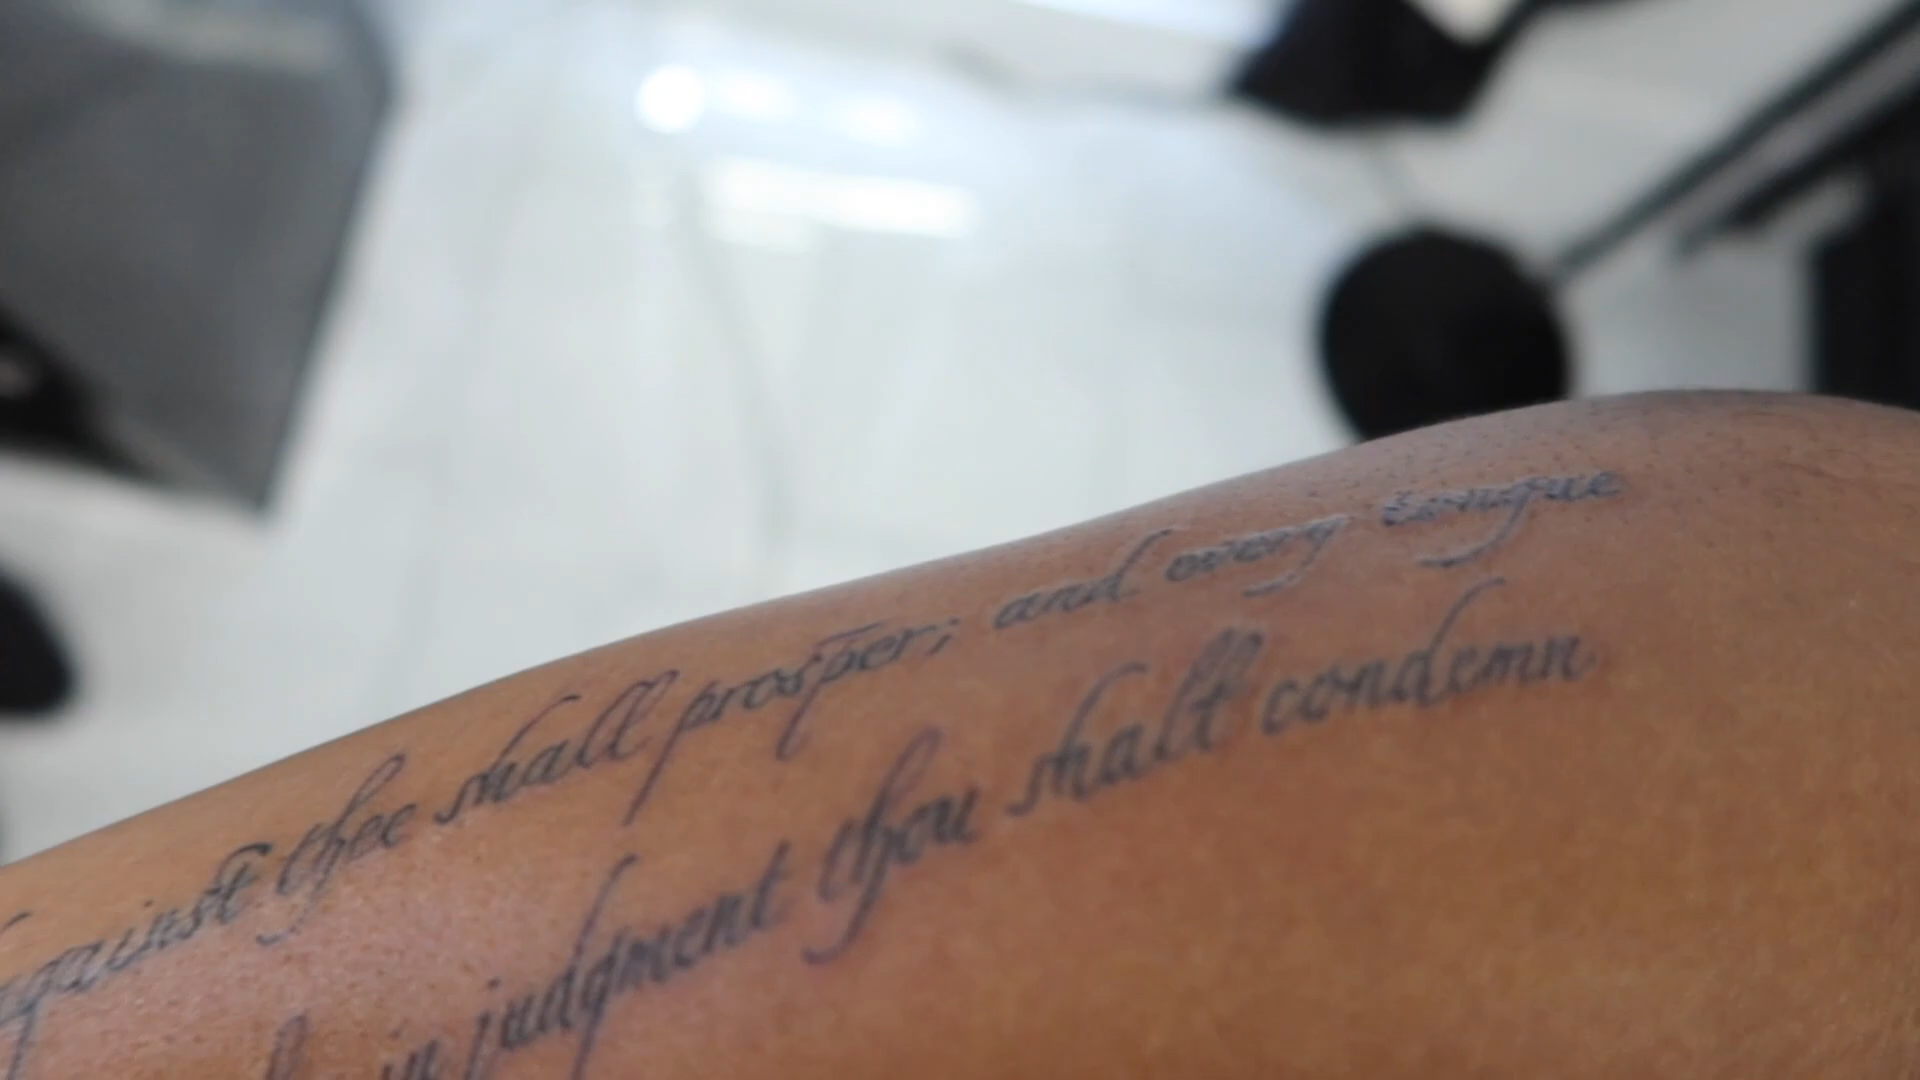 against thee shall prosper; and every tongue
in judgment thou shalt condemn